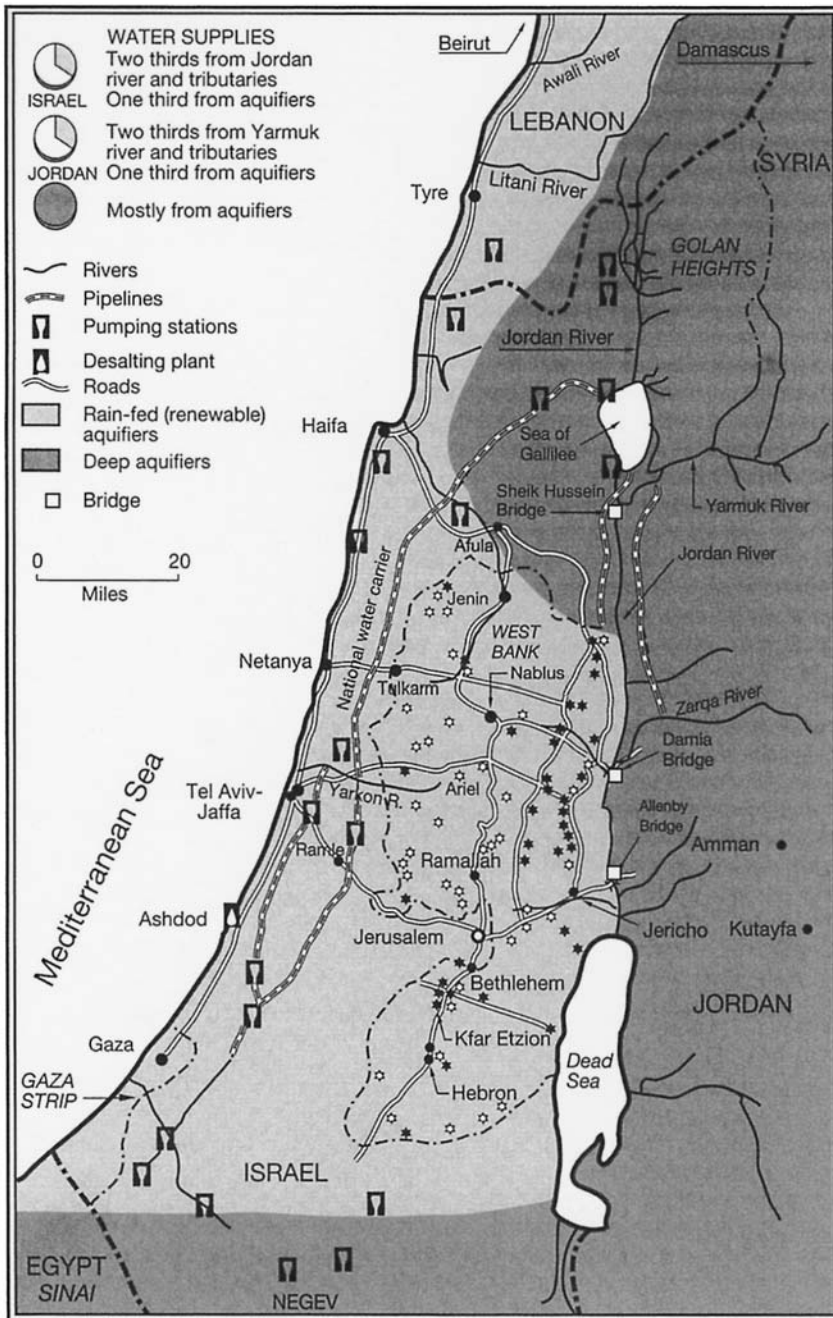 WATER SUPPLIES
Two thirds from Jordan
river and tributaries
ISRAEL One third from aquifiers
Two thirds from Yarmuk
river and tributaries
JORDAN One third from aquifiers
Mostly from aquifiers
Rivers
Pipelines
Pumping stations
Desalting plant
Roads
Rain-fed (renewable)
aquifiers
Deep aquifiers
Bridge
0 20
Miles
Beirut
Damascus
Awali River
LEBANON
SYRIA
Litani River
Tyre
GOLAN
HEIGHTS
Jordan River
Haifa
Sea of
Gallilee
Sheik Hussein
Bridge
Yarmuk River
Afula
Jordan River
National water carrier
Jenin
WEST
BANK
Netanya
Tulkarm
Nablus
Zarqa River
Damia
Bridge
Mediterranean Sea
Tel Aviv-
Jaffa
Yarkon R.
Ariel
Allenby
Bridge
Ramle
Ramallah
Amman
Ashdod
Jerusalem
Jericho
Kutayfa
Bethlehem
JORDAN
Gaza
Kfar Etzion
Dead
Sea
GAZA
STRIP
Hebron
ISRAEL
EGYPT
SINAI
NEGEV